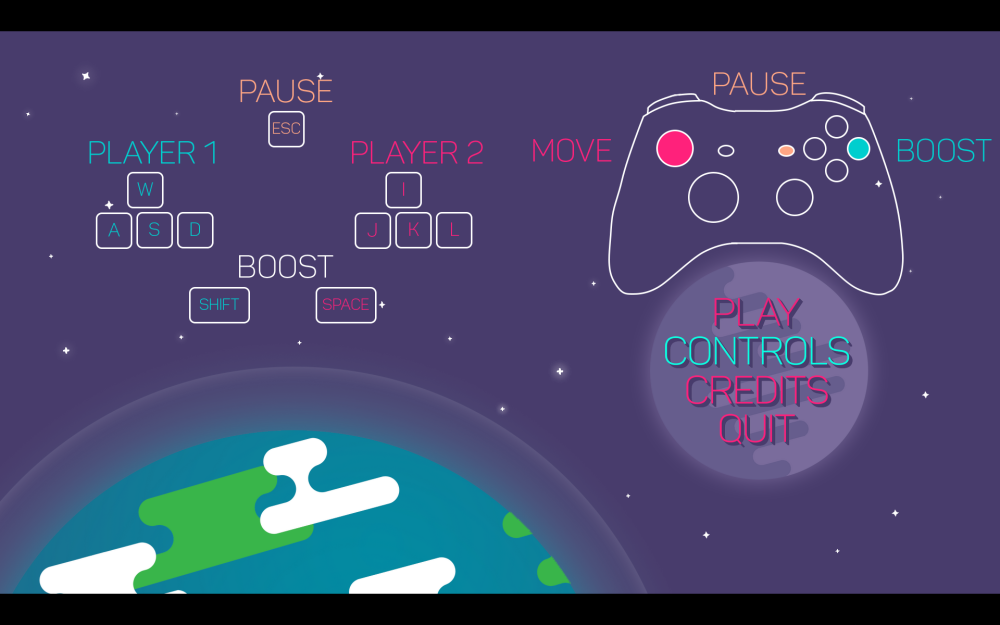 PAUSE
ESC
PLAYER 1
W
A S D
PLAYER 2
I
J K L
BOOST
SHIFT
SPACE
PAUSE
MOVE
BOOST
PLAY
CONTROLS
CREDITS
QUIT